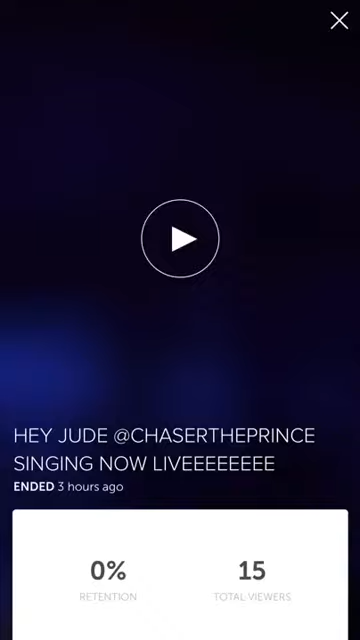 HEY JUDE @CHASERTHEPRINCE
SINGING NOW LIVEEEEEEEE
ENDED 3 hours ago
0% 15
RETENTION TOTAL VIEWERS